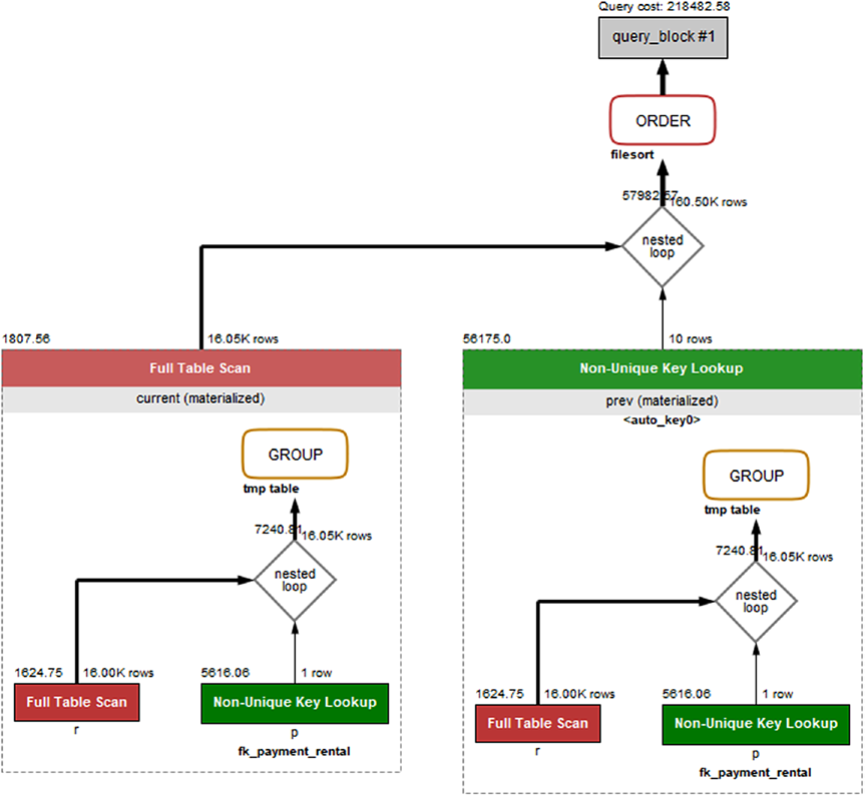 Query cost: 218482.58
query_block #1
ORDER
filesort
57982.57
160.50K rows
nested
loop
1807.56
16.05K rows
Full Table Scan
current (materialized)
GROUP
tmp table
7240.81
16.05K rows
nested
loop
1624.75
16.00K rows
Full Table Scan
r
5616.06
1 row
Non-Unique Key Lookup
p
fk_payment_rental
56175.0
10 rows
Non-Unique Key Lookup
prev (materialized)
<auto_key0>
GROUP
tmp table
7240.81
16.05K rows
nested
loop
1624.75
16.00K rows
Full Table Scan
r
5616.06
1 row
Non-Unique Key Lookup
p
fk_payment_rental